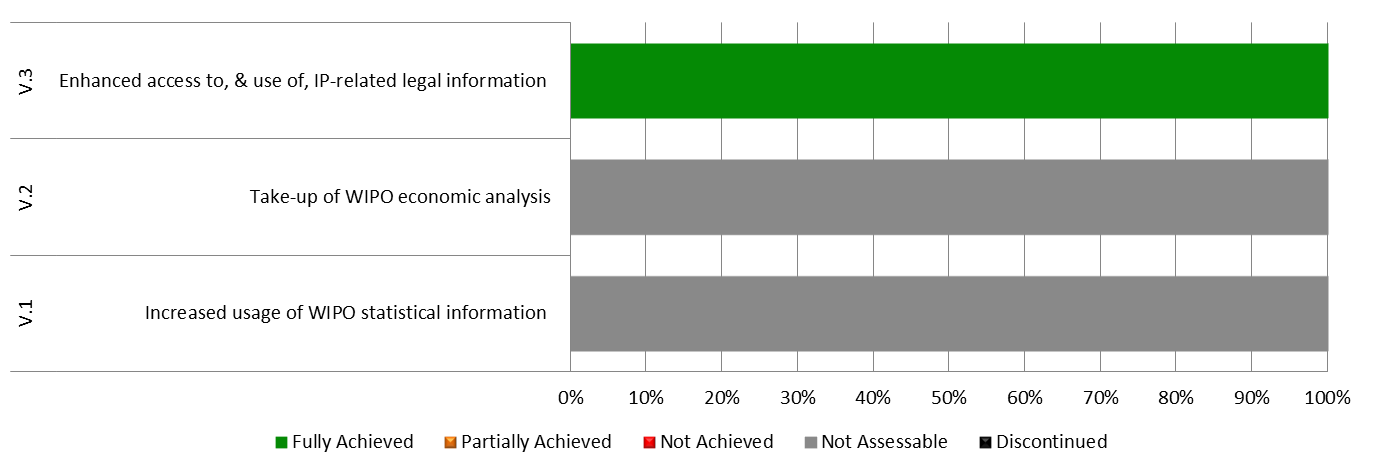 V.3
Enhanced access to, & use of, IP-related legal information
V.2
Take-up of WIPO economic analysis
V.1
Increased usage of WIPO statistical information
0% 10% 20% 30% 40% 50% 60% 70% 80% 90% 100%
Fully Achieved Partially Achieved Not Achieved Not Assessable Discontinued